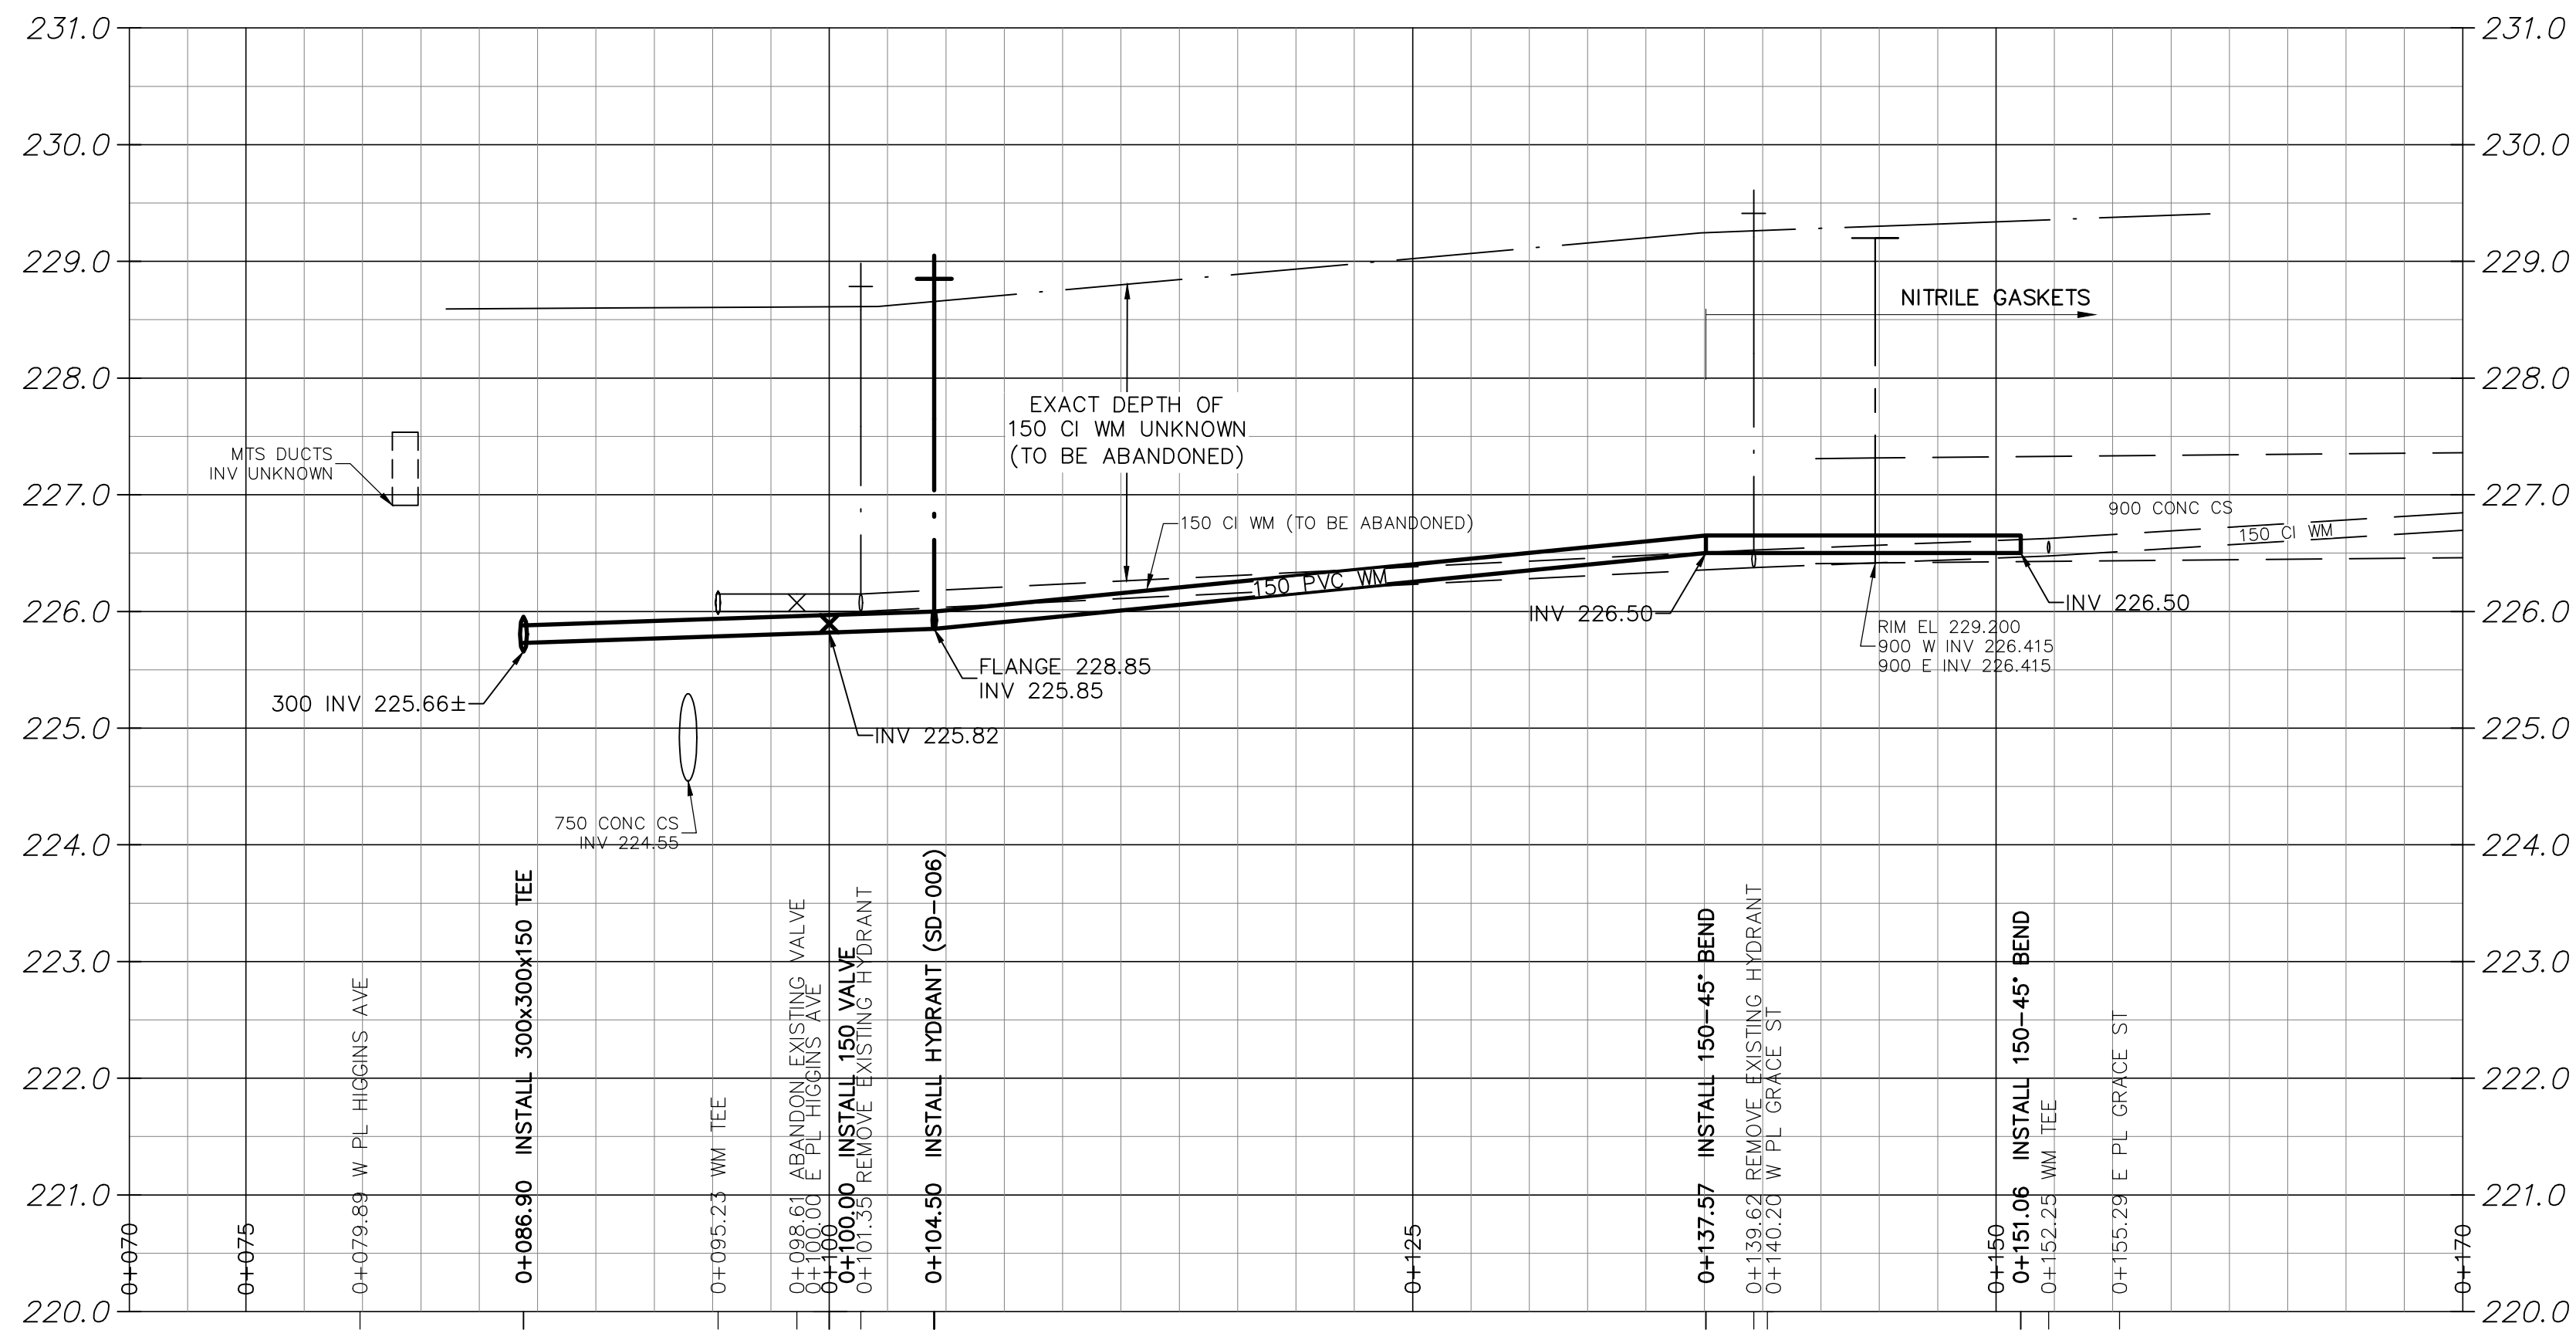 231.0
231.0
230.0
230.0
229.0
229.0
NITRILE GASKETS
228.0
228.0
EXACT DEPTH OF
150 CI WM UNKNOWN
(TO BE ABANDONED)
MTS DUCTS
INV UNKNOWN
227.0
227.0
150 CI WM (TO BE ABANDONED)
900 CONC CS
150 CI WM
150 PVC WM
226.0
226.0
INV 226.50
INV 226.50
RIM EL 229.200
900 W INV 226.415
900 E INV 226.415
FLANGE 228.85
INV 225.85
300 INV 225.66±
INV 225.82
225.0
225.0
750 CONC CS
INV 224.55
224.0
224.0
223.0
223.0
222.0
222.0
221.0
221.0
220.0
220.0
0+070
0+075
0+079.89 W PL HIGGINS AVE
0+086.90 INSTALL 300x300x150 TEE
0+095.23 WM TEE
0+098.61 ABANDON EXISTING VALVE
0+100.00 E PL HIGGINS AVE
0+100
0+100.00 INSTALL 150 VALVE
0+101.35 REMOVE EXISTING HYDRANT
0+104.50 INSTALL HYDRANT (SD-006)
0+125
0+137.57 INSTALL 150-45° BEND
0+139.62 REMOVE EXISTING HYDRANT
0+140.20 W PL GRACE ST
0+150
0+151.06 INSTALL 150-45° BEND
0+152.25 WM TEE
0+155.29 E PL GRACE ST
0+170